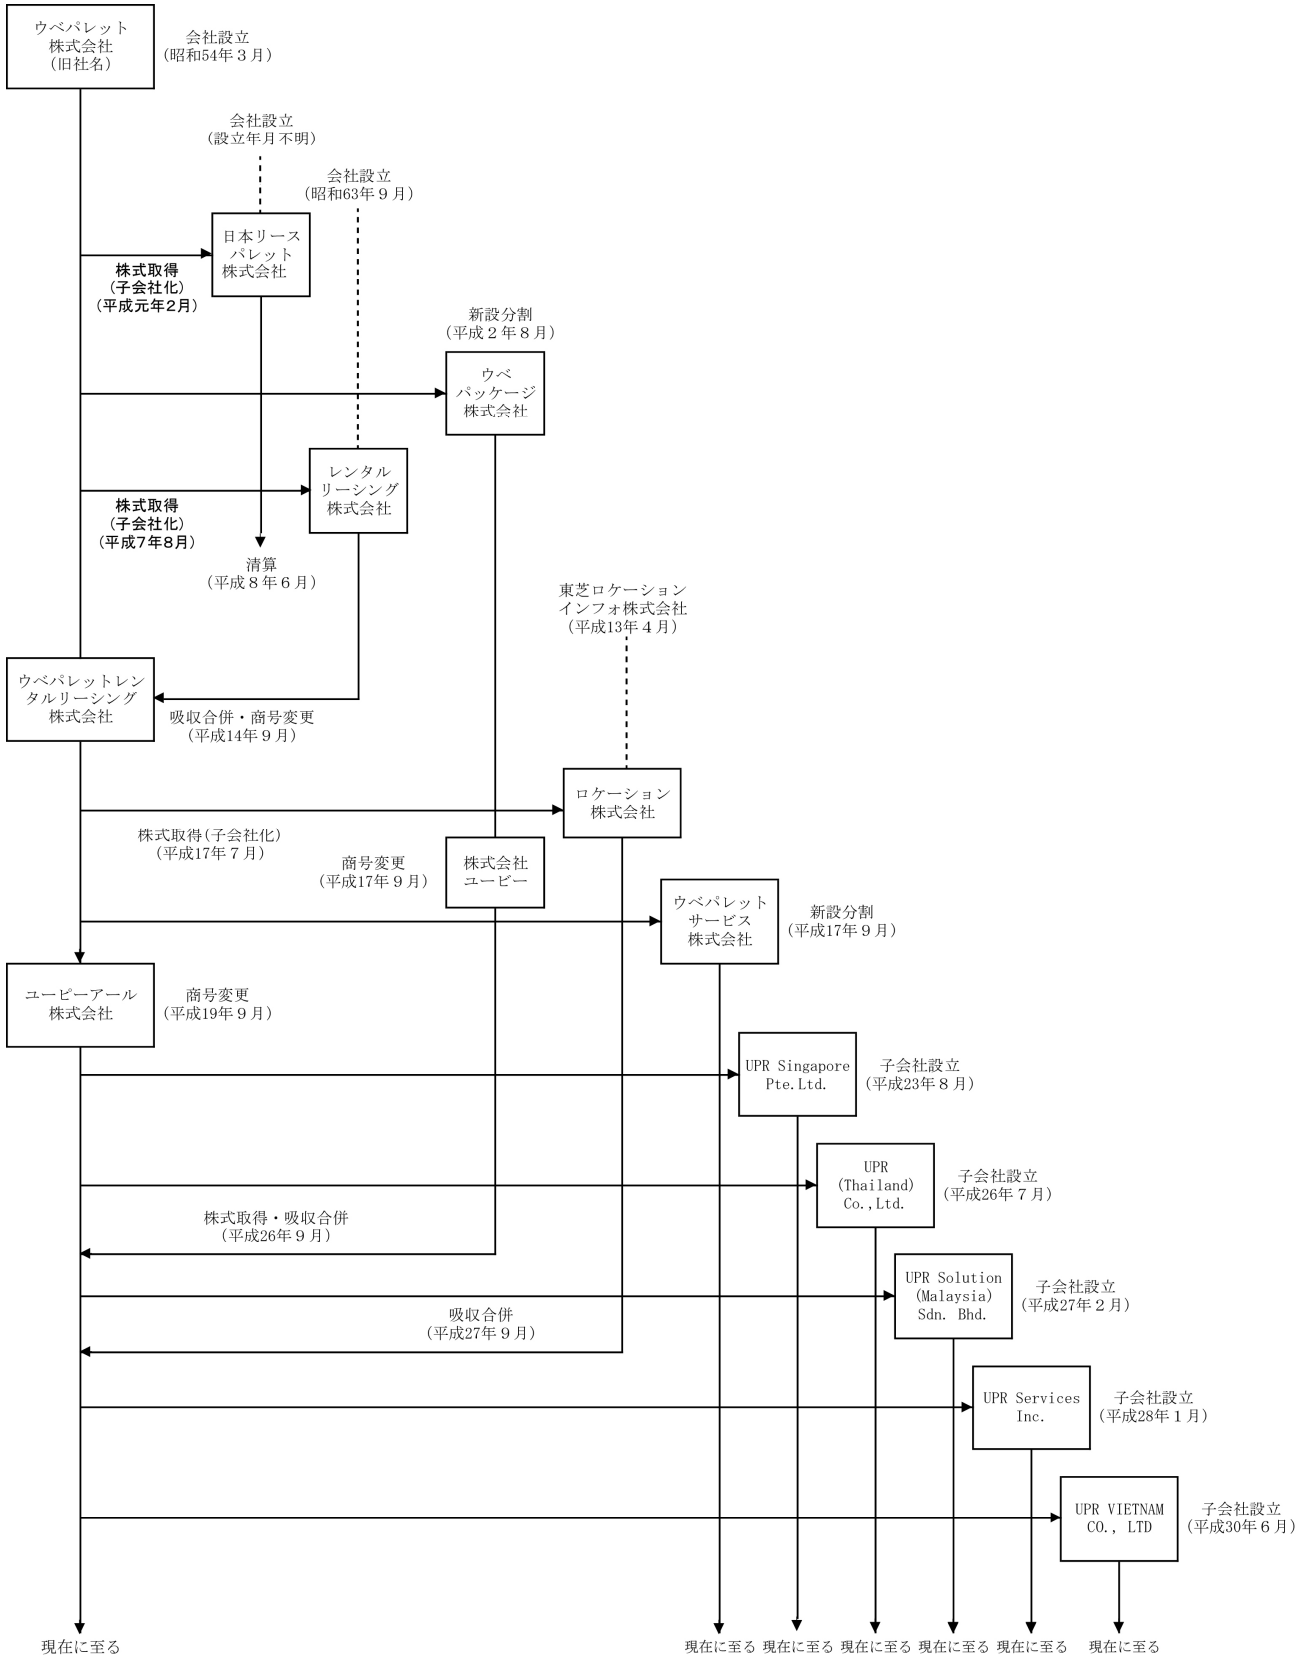 ウベパレット
株式会社
(旧社名)
会社設立
(昭和54年３月)
会社設立
(設立年月不明)
会社設立
(昭和63年９月)
日本リース
パレット
株式会社
株式取得
(子会社化)
(平成元年2月)
新設分割
(平成２年８月)
ウベ
パッケージ
株式会社
レンタル
リーシング
株式会社
株式取得
(子会社化)
(平成7年8月)
清算
(平成８年６月)
東芝ロケーション
インフォ株式会社
(平成13年４月)
ウベパレットレン
タルリーシング
株式会社
吸収合併・商号変更
(平成14年９月)
ロケーション
株式会社
株式取得(子会社化)
(平成17年７月)
商号変更
(平成17年９月)
株式会社
ユービー
ウベパレット
サービス
株式会社
新設分割
(平成17年９月)
ユーピーアール
株式会社
商号変更
(平成19年９月)
UPR Singapore
Pte.Ltd.
子会社設立
(平成23年８月)
UPR
(Thailand)
Co.,Ltd.
子会社設立
(平成26年７月)
株式取得・吸収合併
(平成26年９月)
UPR Solution
(Malaysia)
Sdn. Bhd.
子会社設立
(平成27年２月)
吸収合併
(平成27年９月)
UPR Services
Inc.
子会社設立
(平成28年１月)
UPR VIETNAM
CO., LTD
子会社設立
(平成30年６月)
現在に至る
現在に至る
現在に至る
現在に至る
現在に至る
現在に至る
現在に至る